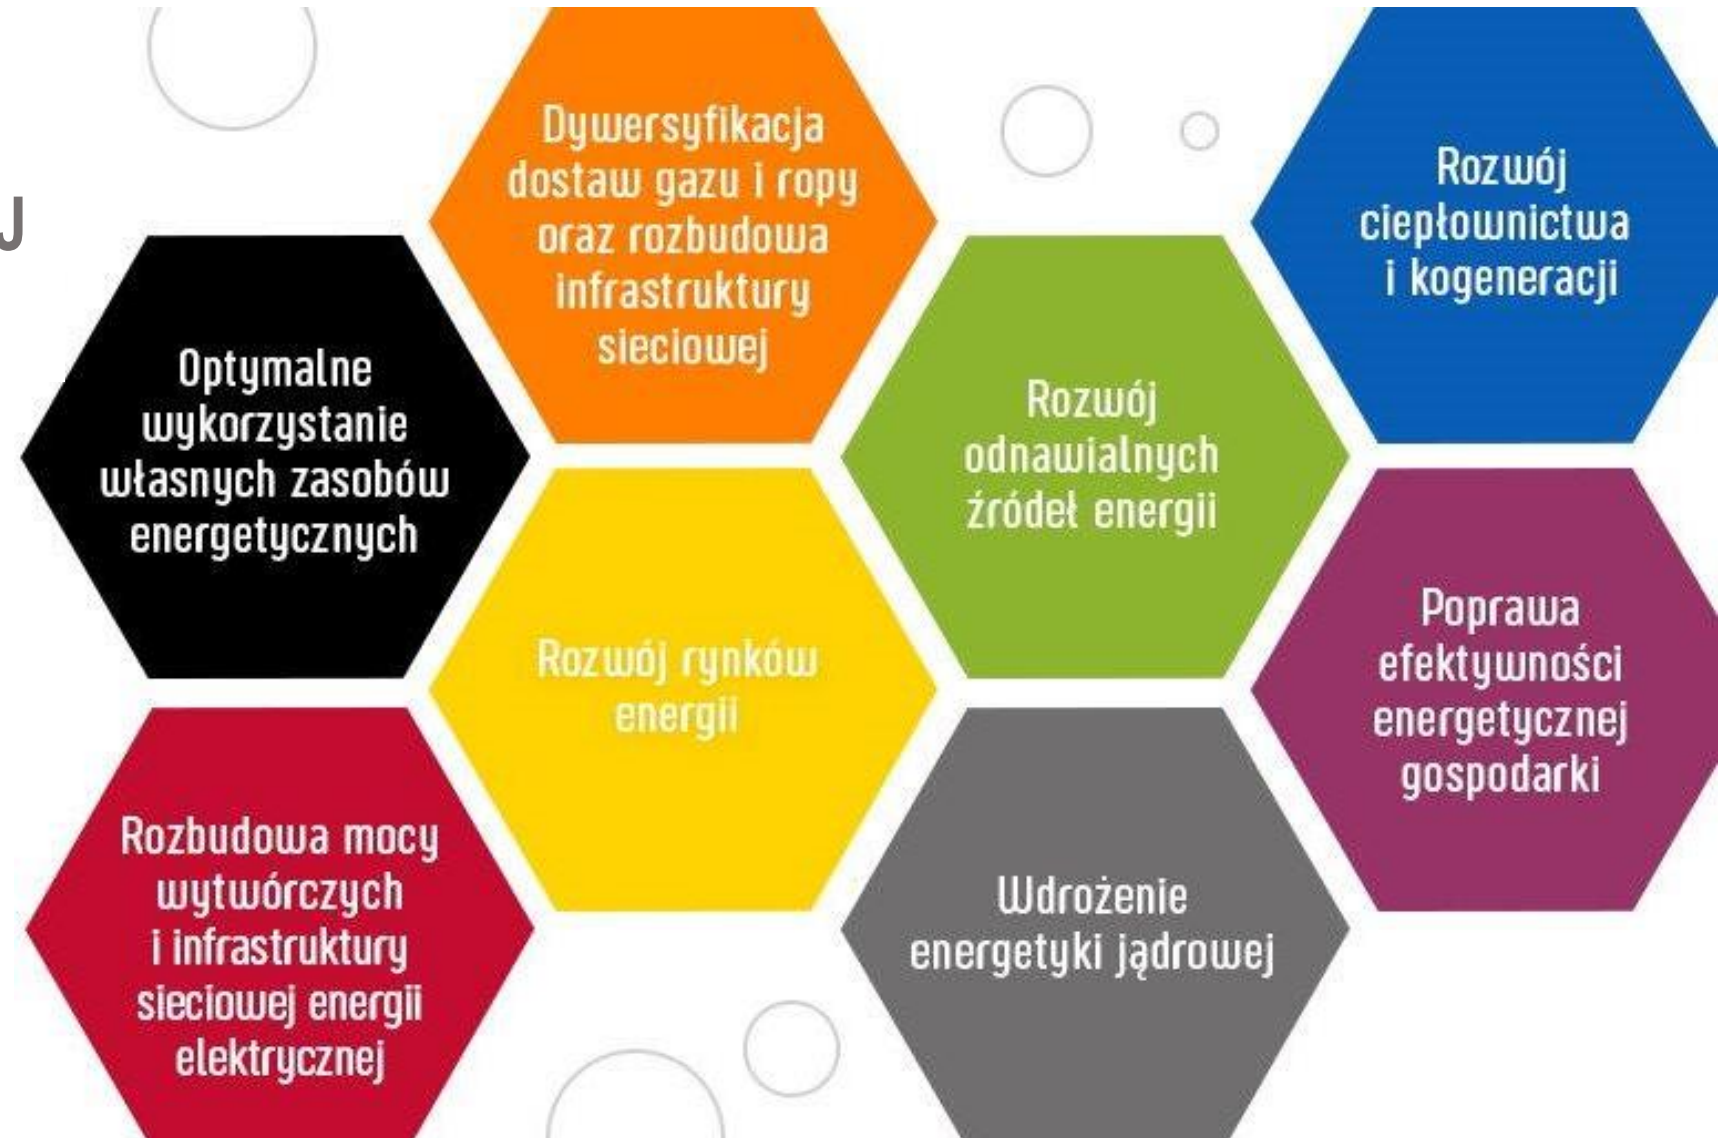 J
Dywersyfikacja
dostaw gazu i ropy
oraz rozbudowa
infrastruktury
sieciowej
Rozwój
ciepłownictwa
i kogeneracji
Optymalne
wykorzystanie
własnych zasobów
energetycznych
Rozwój
odnawialnych
źródeł energii
Rozwój rynków
energii
Poprawa
efektywności
energetycznej
gospodarki
Rozbudowa mocy
wytwórczych
i infrastruktury
sieciowej energii
elektrycznej
Wdrożenie
energetyki jądrowej